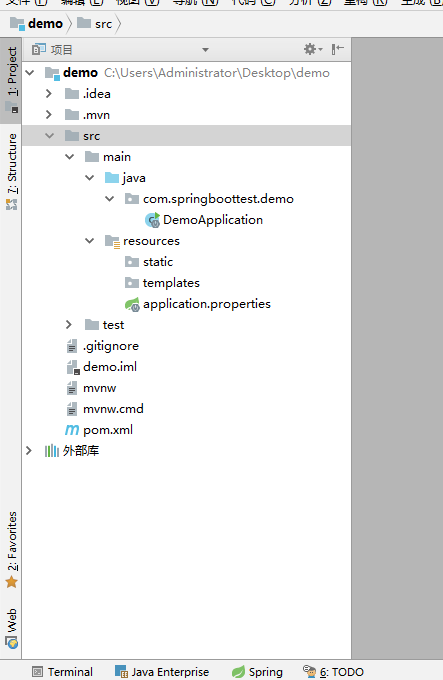 文件 (F) 编辑 (E) 视图 (V) 导航 (N) 代码 (C) 分析 (Z) 重构 (R) 生成 (B)
demo src
1: Project
7: Structure
2: Favorites
Web
项目
demo C:\Users\Administrator\Desktop\demo
.idea
.mvn
src
main
java
com.springboottest.demo
DemoApplication
resources
static
templates
application.properties
test
.gitignore
demo.iml
mvnw
mvnw.cmd
m pom.xml
外部库
Terminal Java Enterprise Spring 6: TODO